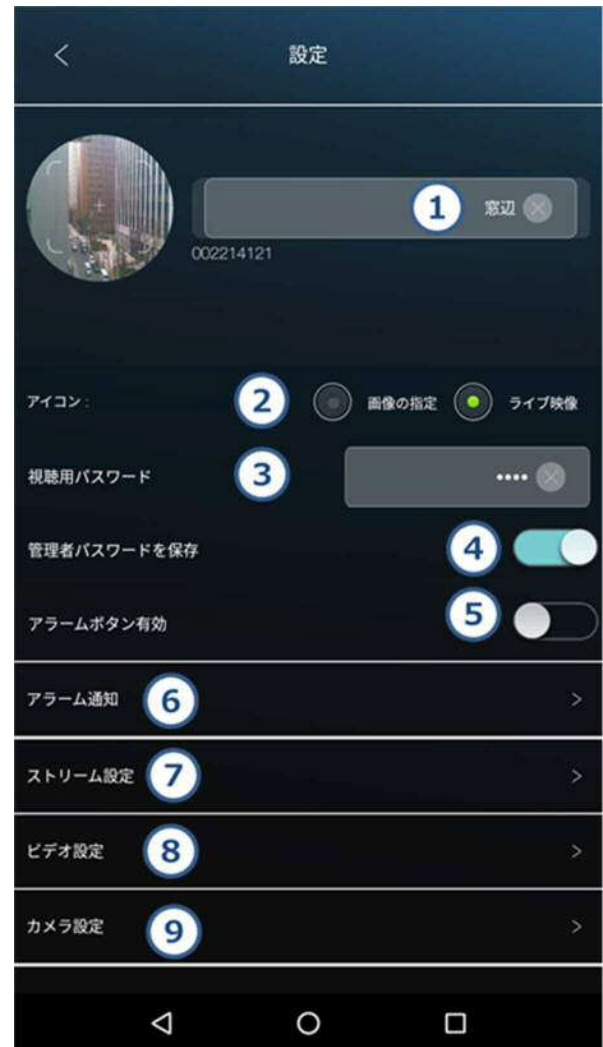 設定
① 窓辺
002214121
アイコン: ② 画像の指定 ライブ映像
視聴用パスワード ③ ••••
管理者パスワードを保存 ④
アラームボタン有効 ⑤
アラーム通知 ⑥
ストリーム設定 ⑦
ビデオ設定 ⑧
カメラ設定 ⑨